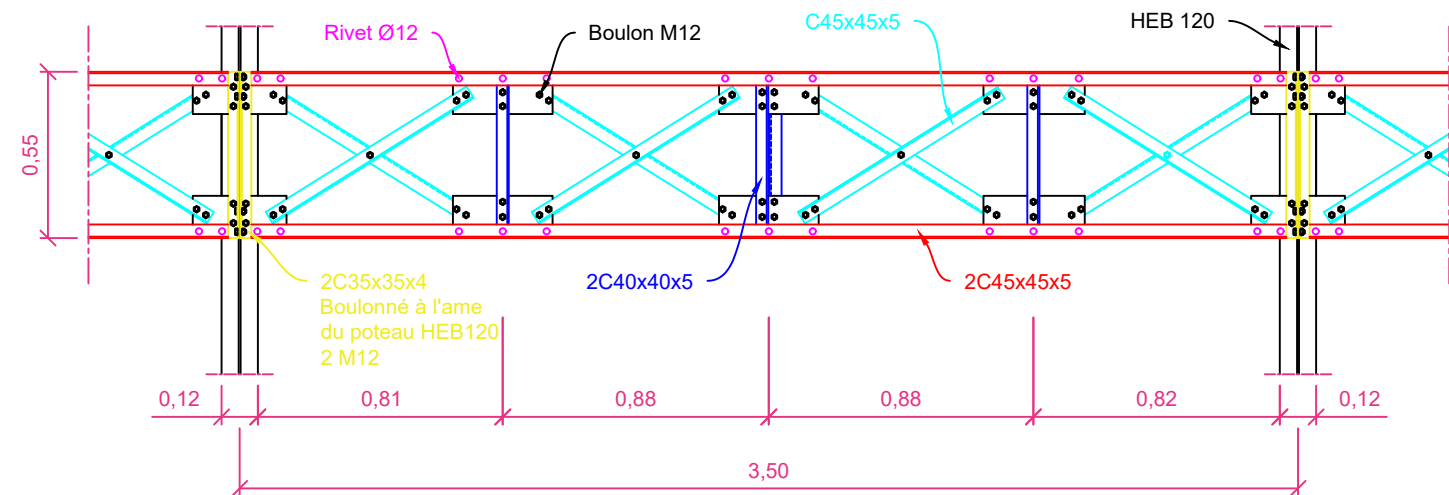 Rivet Ø12
Boulon M12
C45x45x5
HEB 120
0,55
2C35x35x4
Boulonné à l'ame
du poteau HEB120
2 M12
2C40x40x5
2C45x45x5
0,12
0,81
0,88
0,88
0,82
0,12
3,50